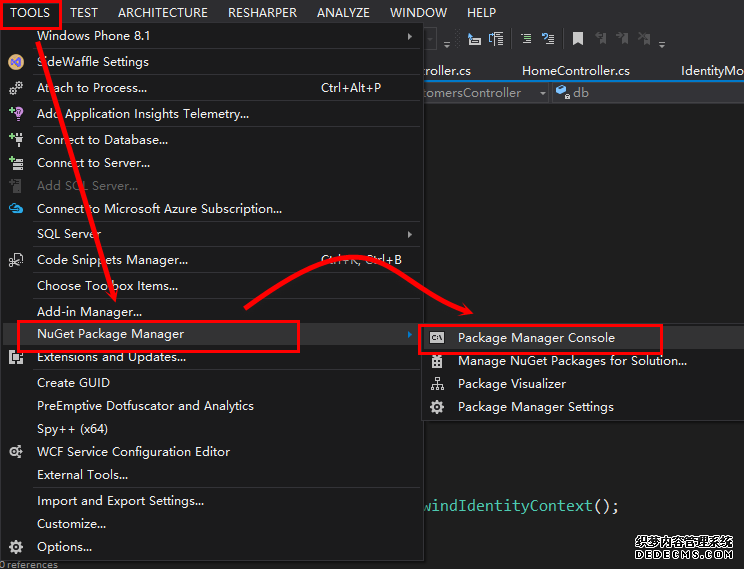 TOOLS TEST ARCHITECTURE RESHARPER ANALYZE WINDOW HELP
Windows Phone 8.1
SideWaffle Settings
Attach to Process... Ctrl+Alt+P
Add Application Insights Telemetry...
Connect to Database...
Connect to Server...
Add SQL Server...
Connect to Microsoft Azure Subscription...
SQL Server
Code Snippets Manager... Ctrl+K, Ctrl+B
Choose Toolbox Items...
Add-in Manager...
NuGet Package Manager
Extensions and Updates...
Create GUID
PreEmptive Dotfuscator and Analytics
Spy++ (x64)
WCF Service Configuration Editor
External Tools...
Import and Export Settings...
Customize...
Options...
0 references
Package Manager Console
Manage NuGet Packages for Solution...
Package Visualizer
Package Manager Settings
roller.cs HomeController.cs IdentityMo
tomersController db
windIdentityContext();
织梦内容管理系统
DEDECMS.COM